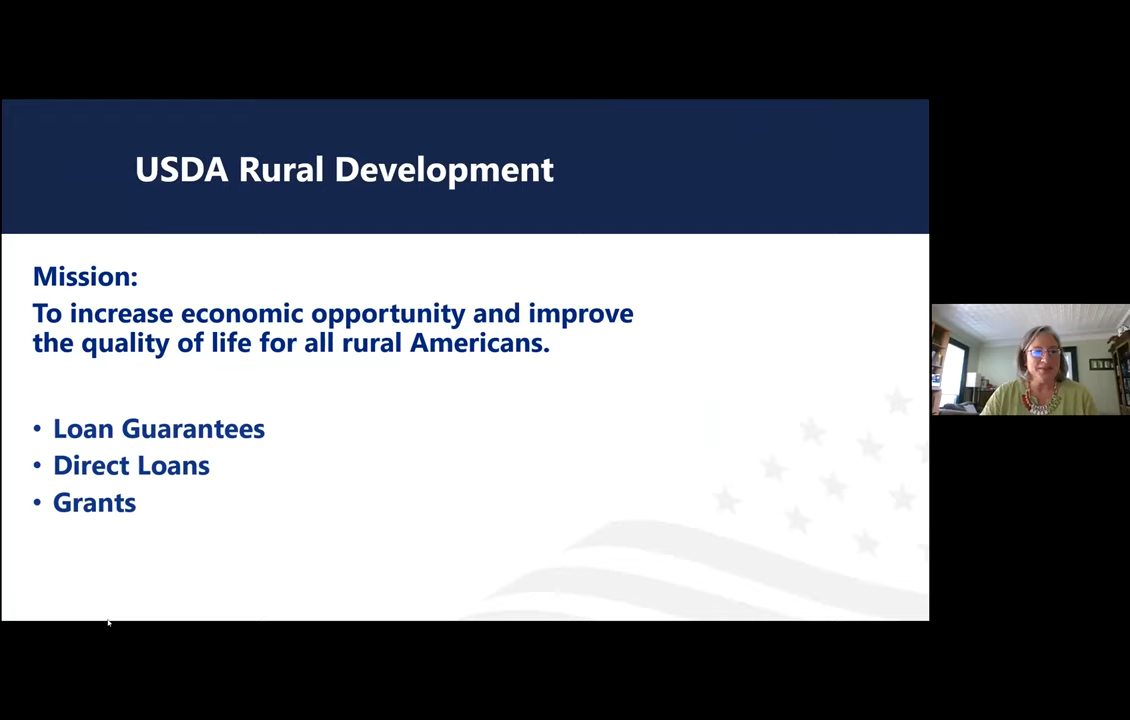 USDA Rural Development
Mission:
To increase economic opportunity and improve
the quality of life for all rural Americans.
• Loan Guarantees
• Direct Loans
• Grants